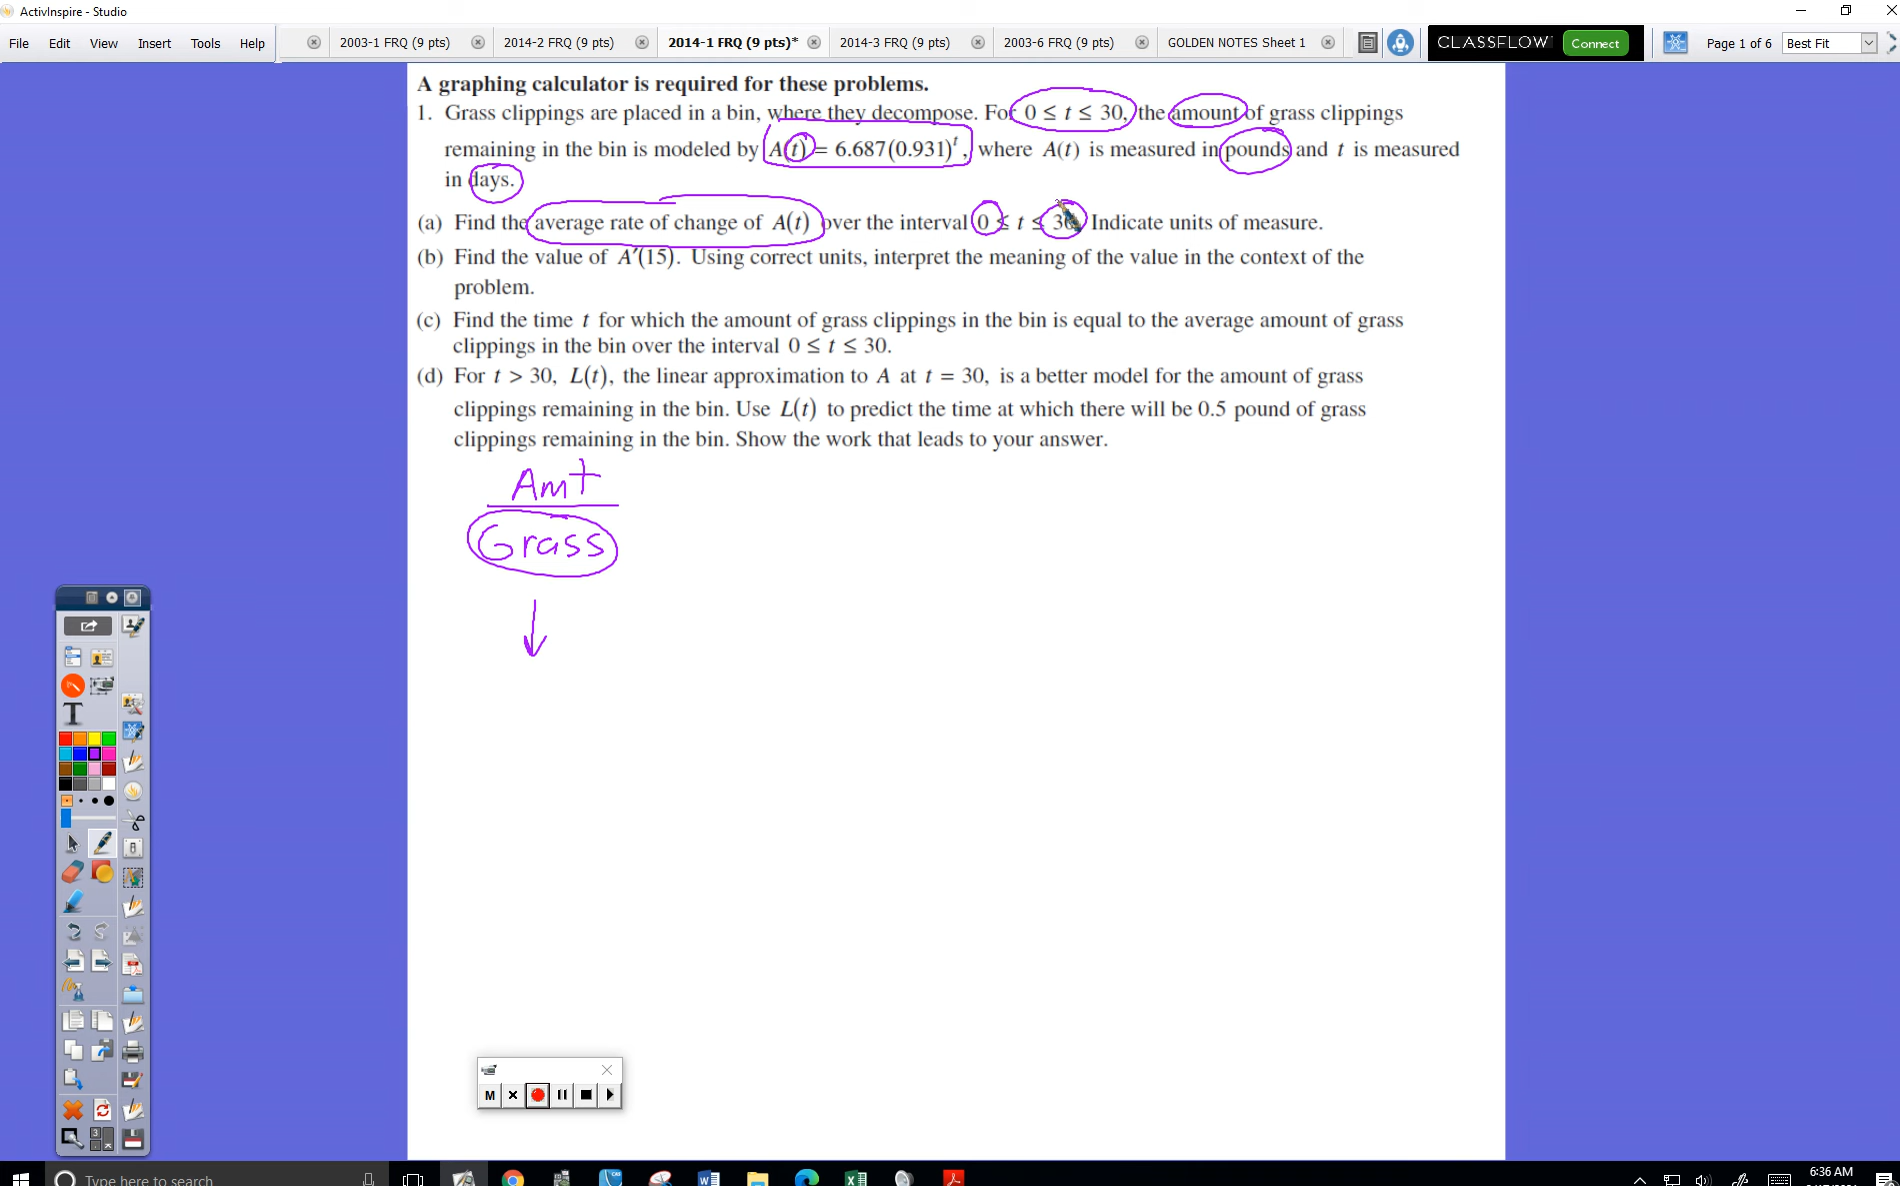 ActivInspire - Studio
File Edit View Insert Tools Help 2003-1 FRQ (9 pts) 2014-2 FRQ (9 pts) 2014-1 FRQ (9 pts)* 2014-3 FRQ (9 pts) 2003-6 FRQ (9 pts) GOLDEN NOTES Sheet 1 CLASSFLOW Connect Page 1 of 6 Best Fit
A graphing calculator is required for these problems.
1. Grass clippings are placed in a bin, where they decompose. For 0 ≤ t ≤ 30, the amount of grass clippings
remaining in the bin is modeled by A(t) = 6.687(0.931)^t, where A(t) is measured in pounds and t is measured
in days.
(a) Find the average rate of change of A(t) over the interval 0 ≤ t ≤ 30. Indicate units of measure.
(b) Find the value of A′(15). Using correct units, interpret the meaning of the value in the context of the
problem.
(c) Find the time t for which the amount of grass clippings in the bin is equal to the average amount of grass
clippings in the bin over the interval 0 ≤ t ≤ 30.
(d) For t > 30, L(t), the linear approximation to A at t = 30, is a better model for the amount of grass
clippings remaining in the bin. Use L(t) to predict the time at which there will be 0.5 pound of grass
clippings remaining in the bin. Show the work that leads to your answer.
Amt
Grass
T
M
Type here to search
6:36 AM